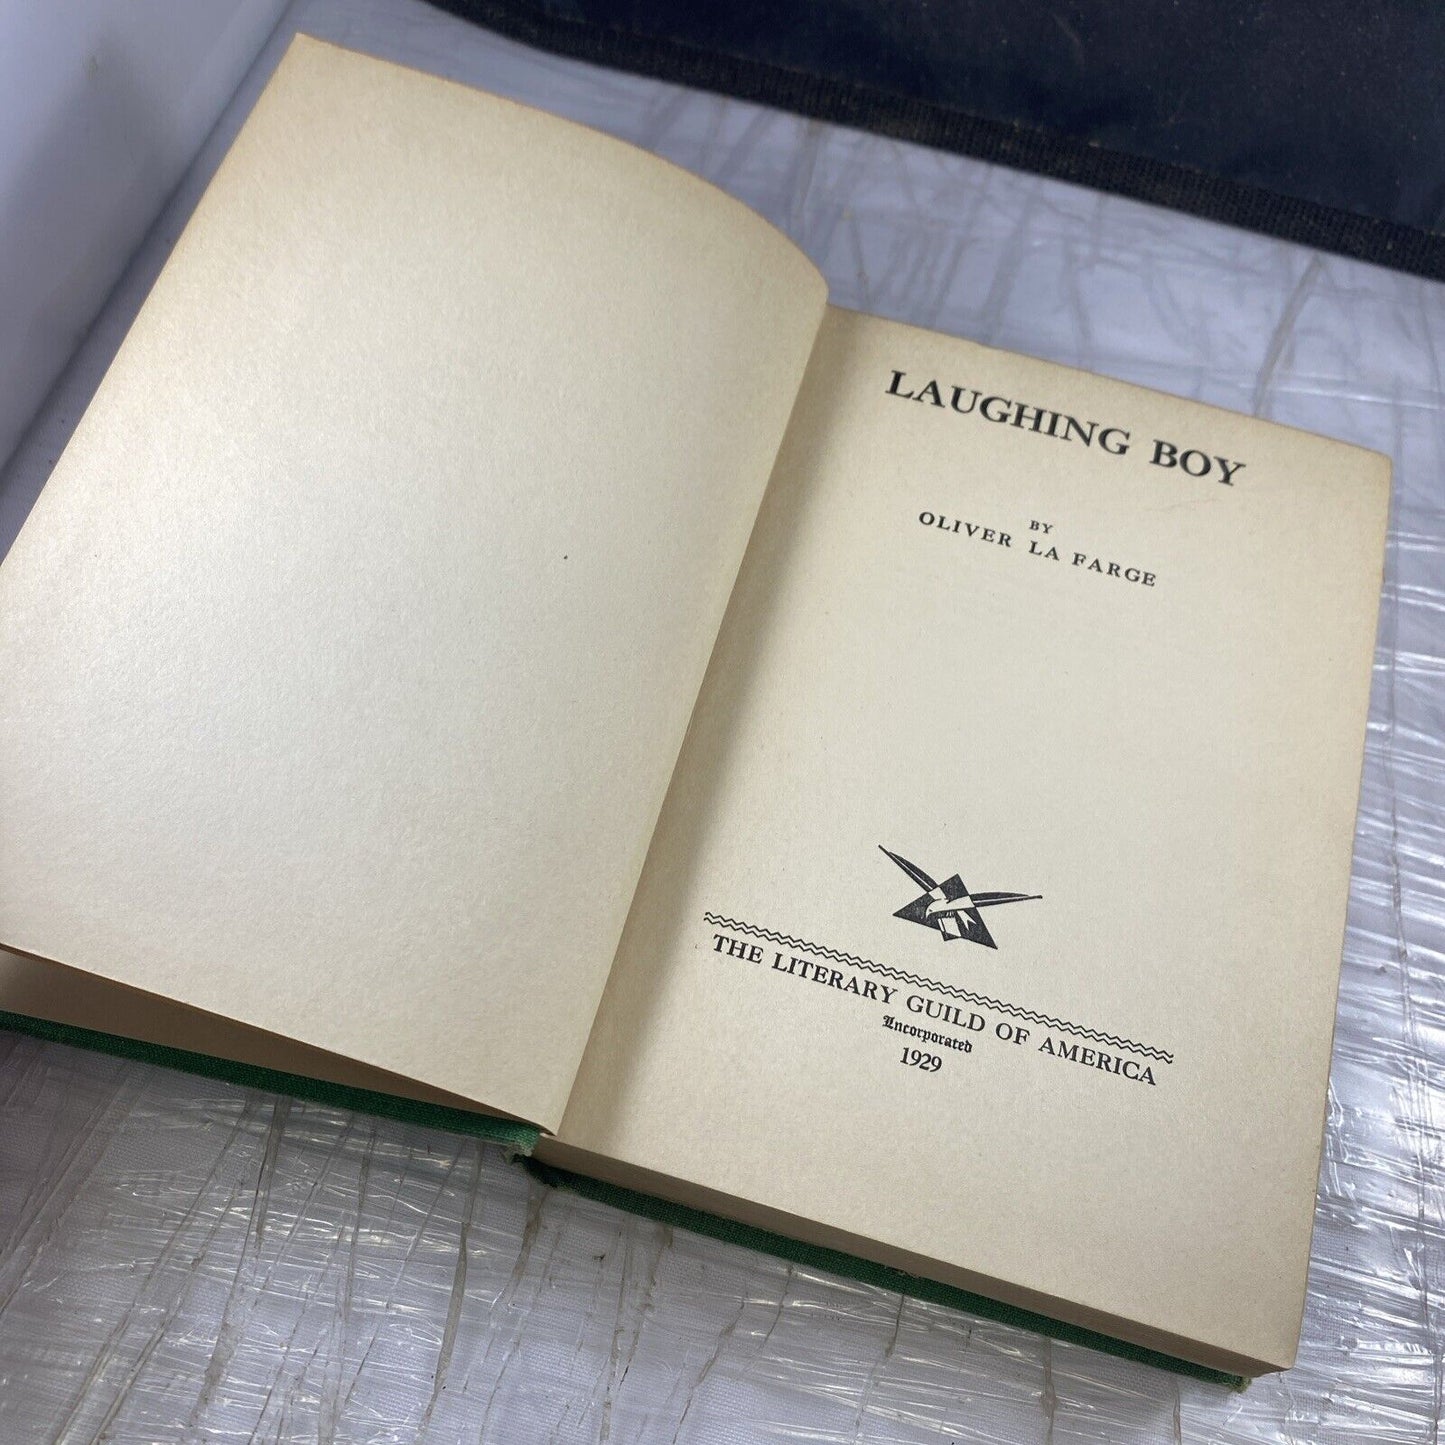 LAUGHING BOY
BY
OLIVER LA FARGE
THE LITERARY GUILD OF AMERICA
Incorporated
1929